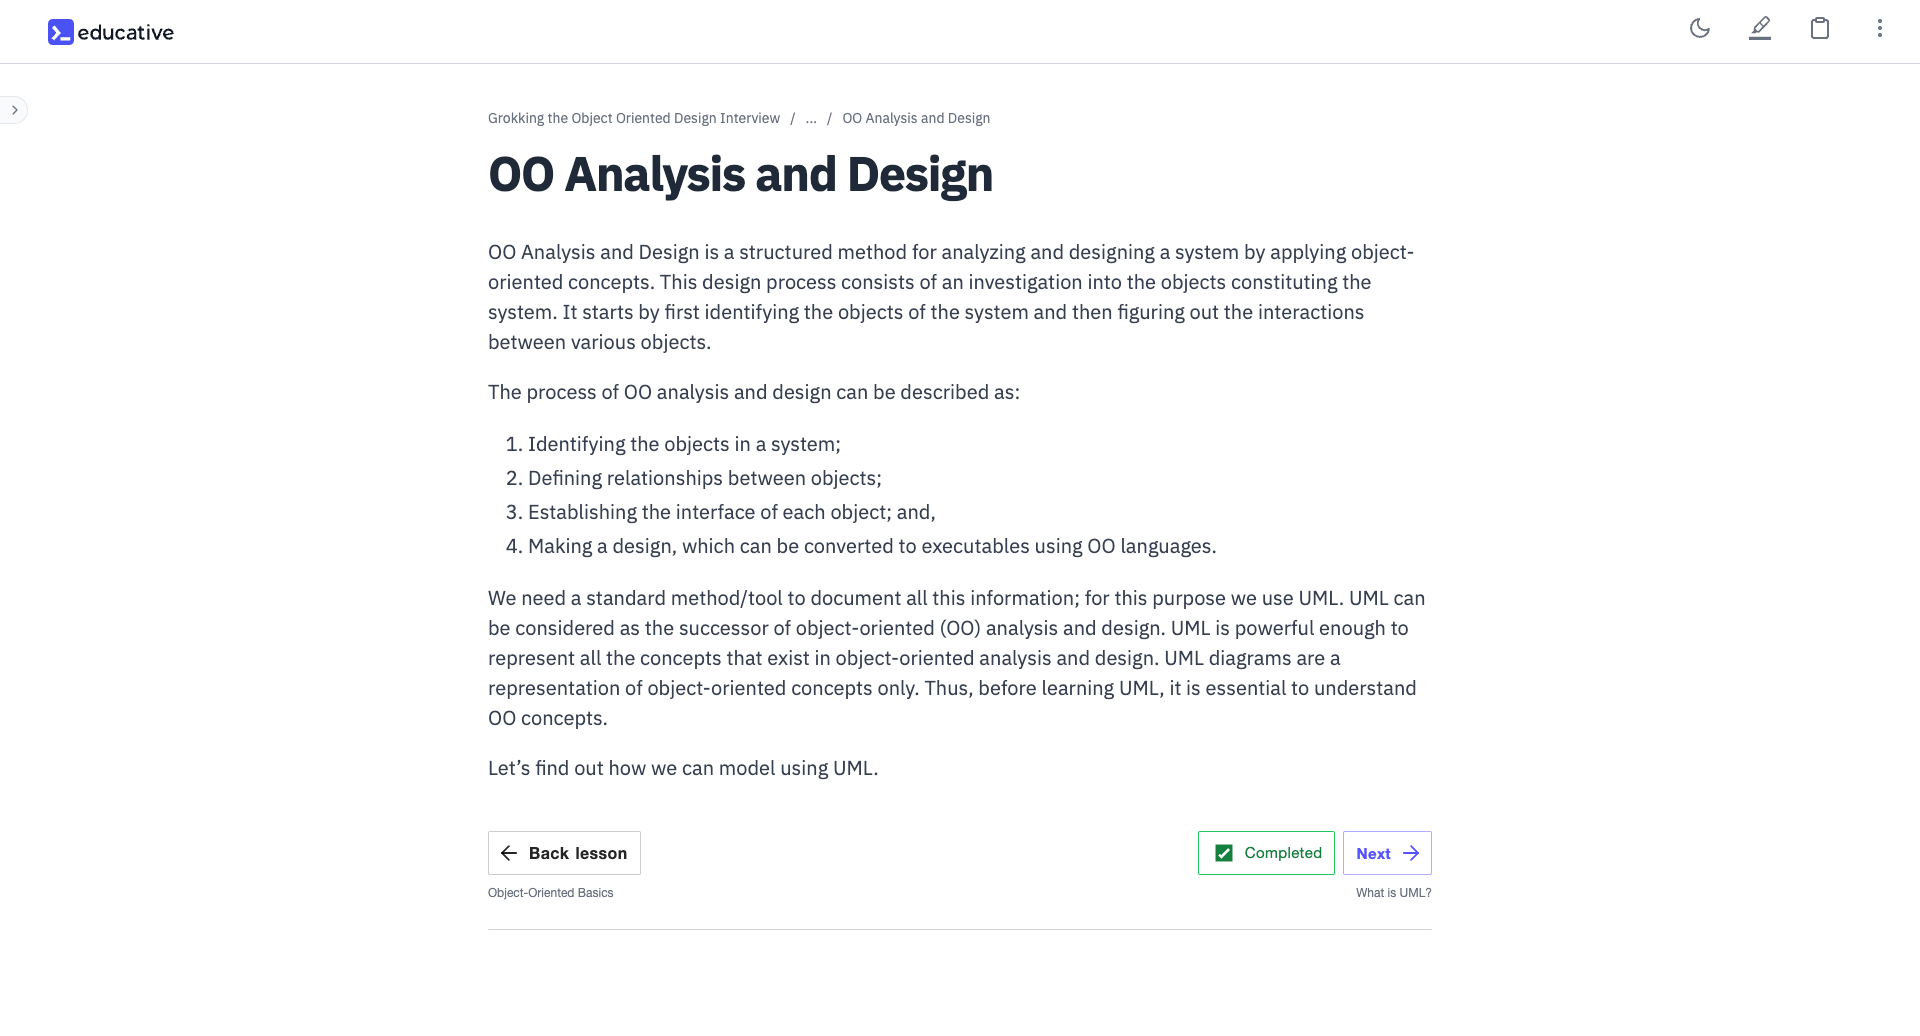 educative
Grokking the Object Oriented Design Interview / ... / OO Analysis and Design
OO Analysis and Design
OO Analysis and Design is a structured method for analyzing and designing a system by applying object-
oriented concepts. This design process consists of an investigation into the objects constituting the
system. It starts by first identifying the objects of the system and then figuring out the interactions
between various objects.
The process of OO analysis and design can be described as:
1. Identifying the objects in a system;
2. Defining relationships between objects;
3. Establishing the interface of each object; and,
4. Making a design, which can be converted to executables using OO languages.
We need a standard method/tool to document all this information; for this purpose we use UML. UML can
be considered as the successor of object-oriented (OO) analysis and design. UML is powerful enough to
represent all the concepts that exist in object-oriented analysis and design. UML diagrams are a
representation of object-oriented concepts only. Thus, before learning UML, it is essential to understand
OO concepts.
Let’s find out how we can model using UML.
Back lesson
Completed
Next
Object-Oriented Basics
What is UML?